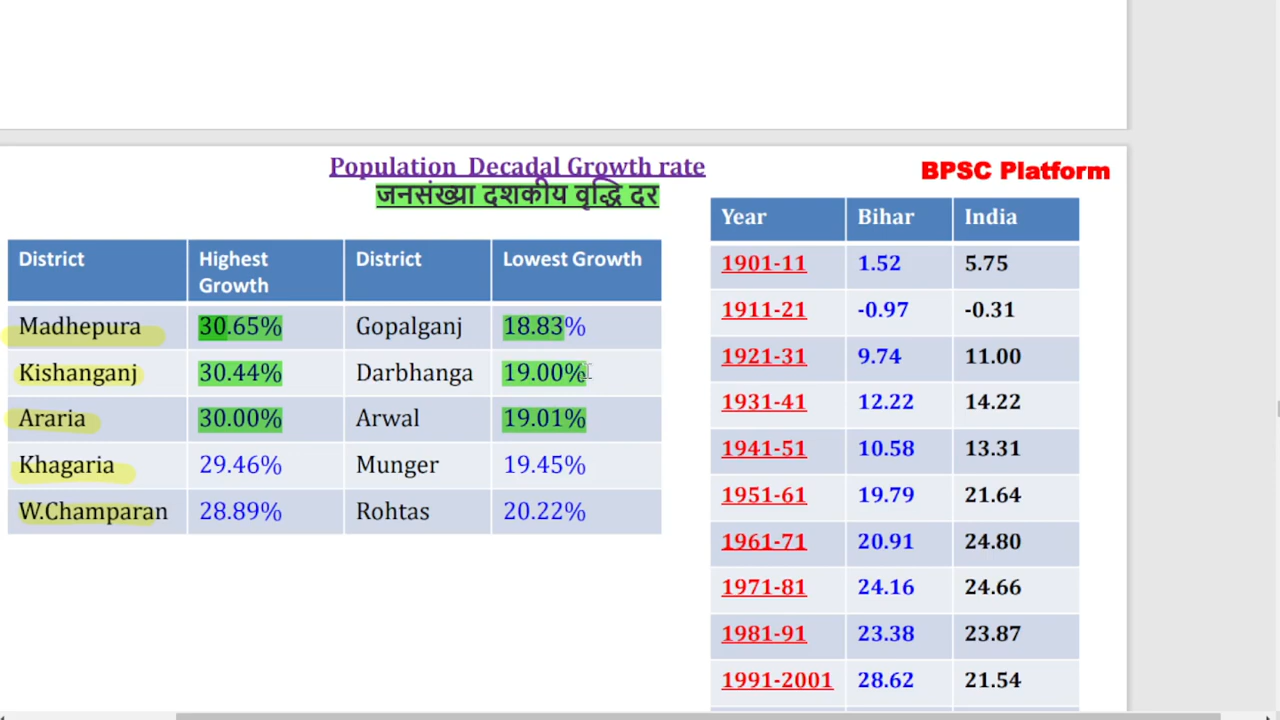 Population Decadal Growth rate
जनसंख्या दशकीय वृद्धि दर
BPSC Platform
District Highest Growth District Lowest Growth
Madhepura 30.65% Gopalganj 18.83%
Kishanganj 30.44% Darbhanga 19.00%
Araria 30.00% Arwal 19.01%
Khagaria 29.46% Munger 19.45%
W.Champaran 28.89% Rohtas 20.22%
Year Bihar India
1901-11 1.52 5.75
1911-21 -0.97 -0.31
1921-31 9.74 11.00
1931-41 12.22 14.22
1941-51 10.58 13.31
1951-61 19.79 21.64
1961-71 20.91 24.80
1971-81 24.16 24.66
1981-91 23.38 23.87
1991-2001 28.62 21.54